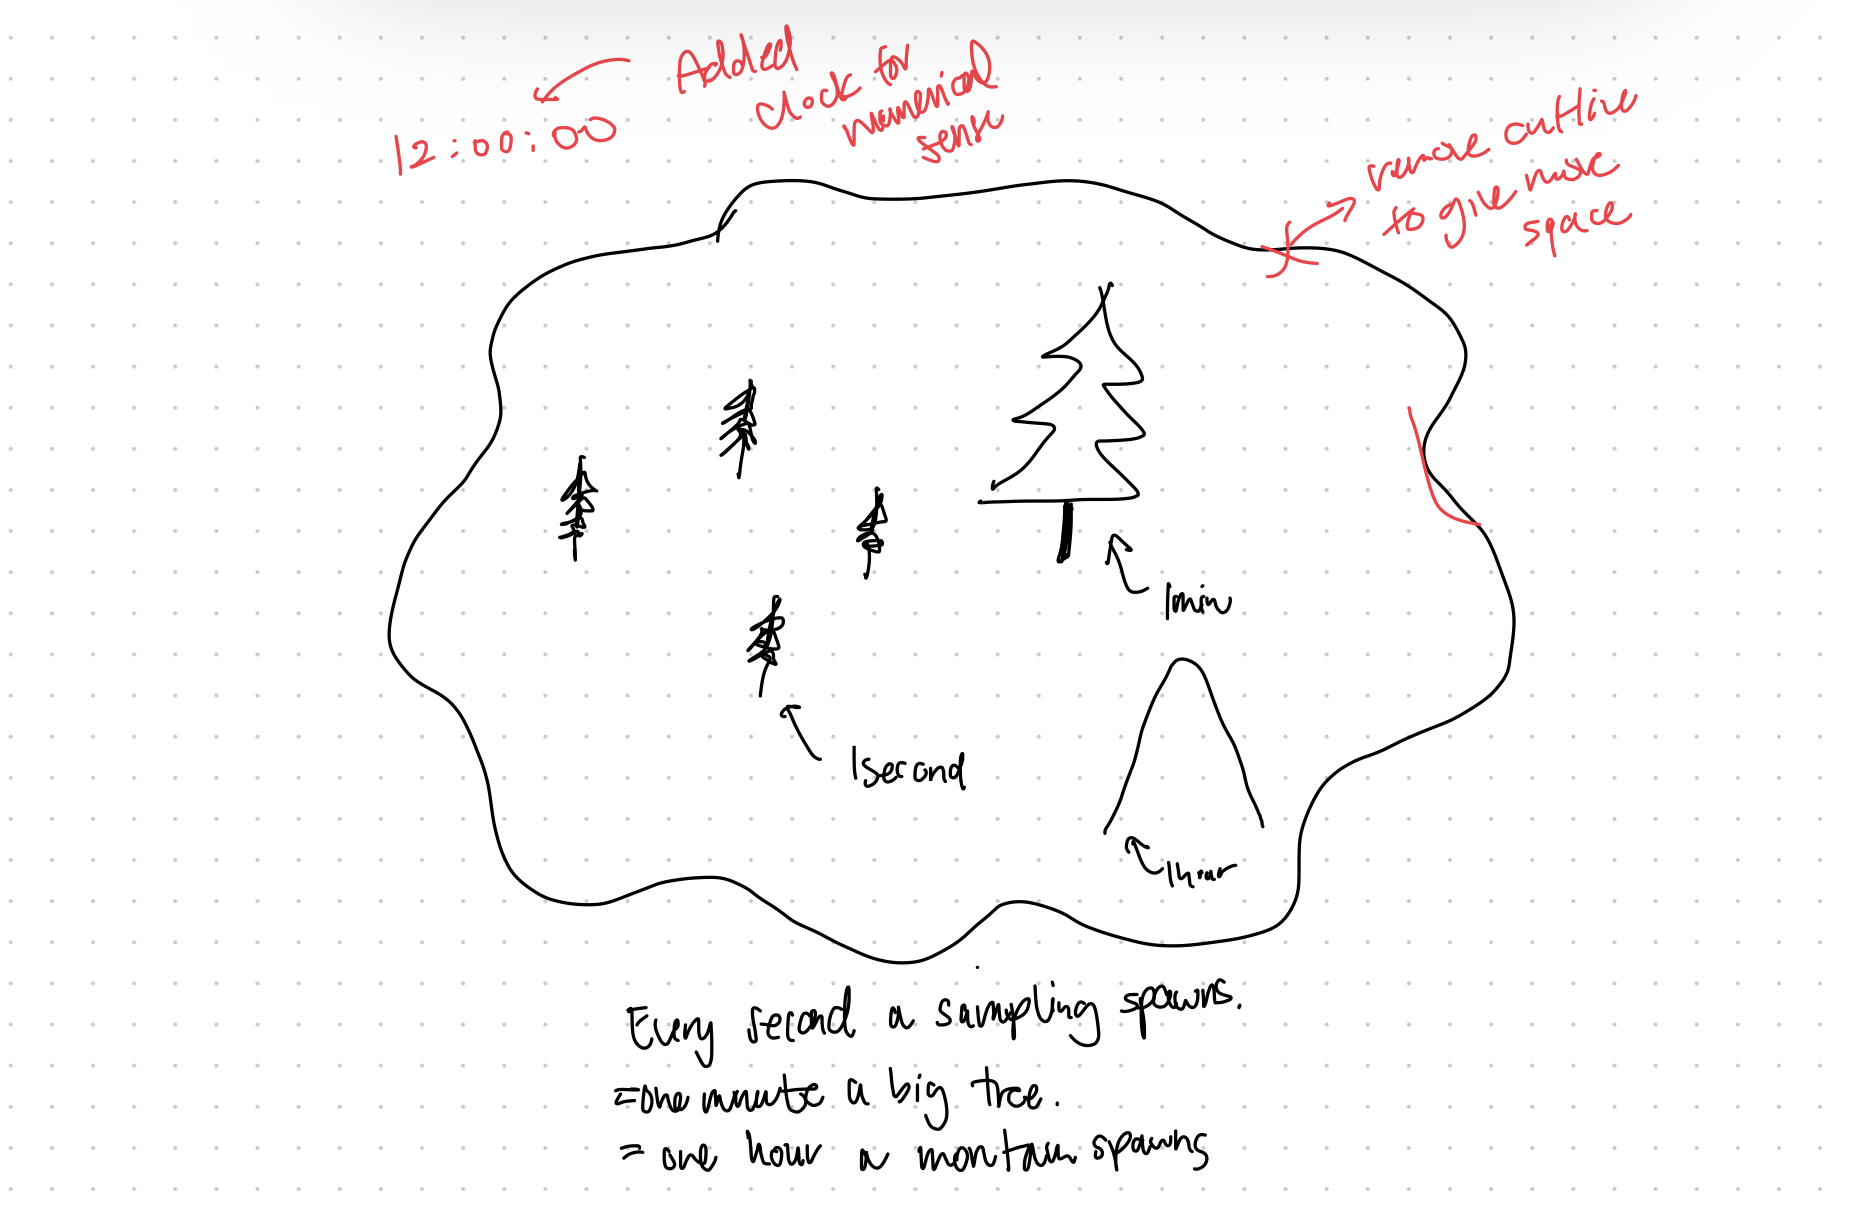 Added
clock for
numerical
sense
12:00:00
remove outline
to give more
space
1min
1second
1hour
Every second a sampling spawns.
=one minute a big tree.
= one hour a montain spawns